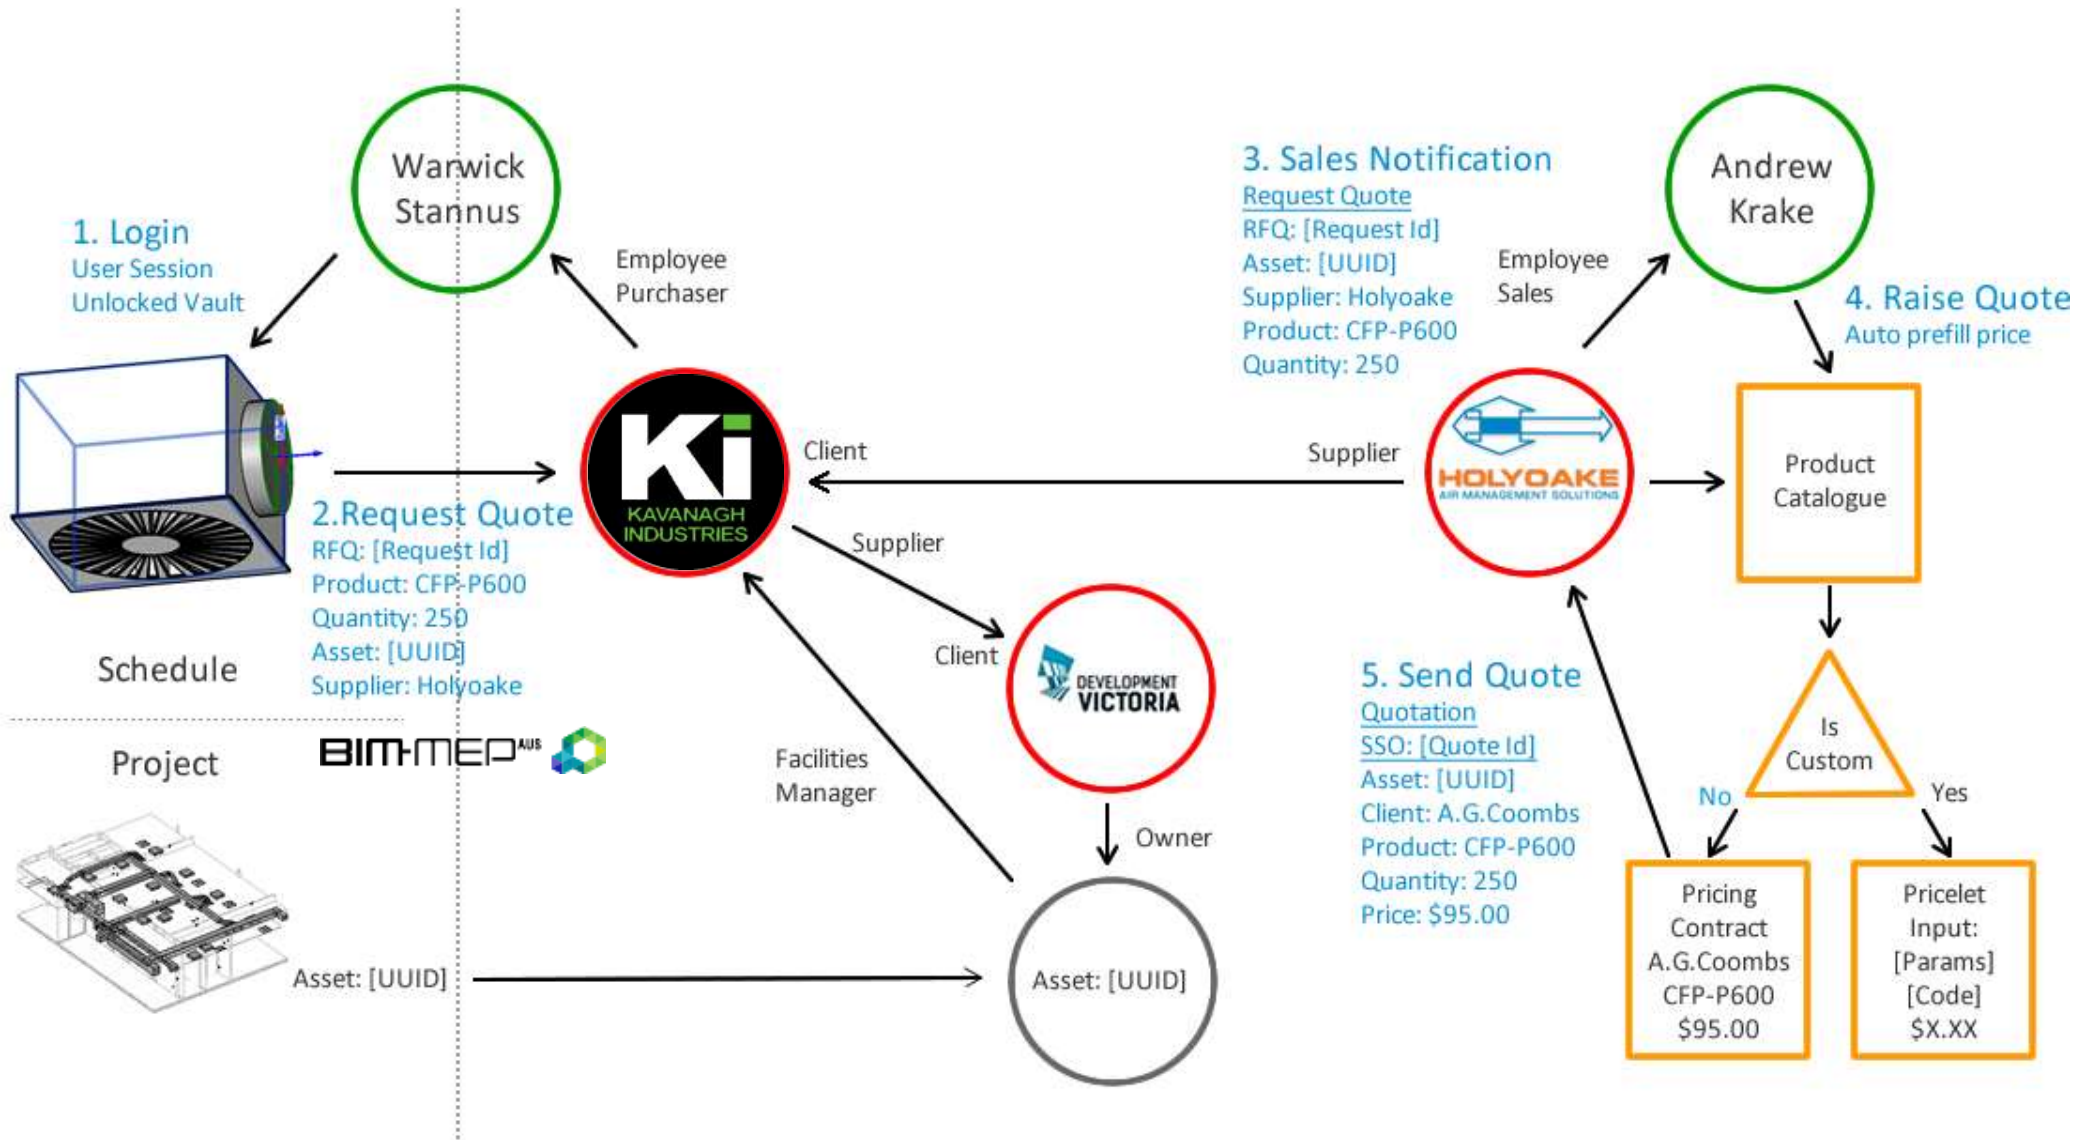 Warwick
Stannus
1. Login
User Session
Unlocked Vault
Employee
Purchaser
3. Sales Notification
Request Quote
RFQ: [Request Id]
Asset: [UUID]
Supplier: Holyoake
Product: CFP-P600
Quantity: 250
Employee
Sales
Andrew
Krake
4. Raise Quote
Auto prefill price
Ki
KAVANAGH
INDUSTRIES
Client
Supplier
HOLYOAKE
AIR MANAGEMENT SOLUTIONS
Product
Catalogue
2.Request Quote
RFQ: [Request Id]
Product: CFP-P600
Quantity: 250
Asset: [UUID]
Supplier: Holyoake
Schedule
Supplier
Client
DEVELOPMENT
VICTORIA
5. Send Quote
Quotation
SSO: [Quote Id]
Asset: [UUID]
Client: A.G.Coombs
Product: CFP-P600
Quantity: 250
Price: $95.00
Is
Custom
No
Yes
Project
BIM-MEP AUS
Facilities
Manager
Owner
Asset: [UUID]
Asset: [UUID]
Pricing
Contract
A.G.Coombs
CFP-P600
$95.00
Pricelet
Input:
[Params]
[Code]
$X.XX